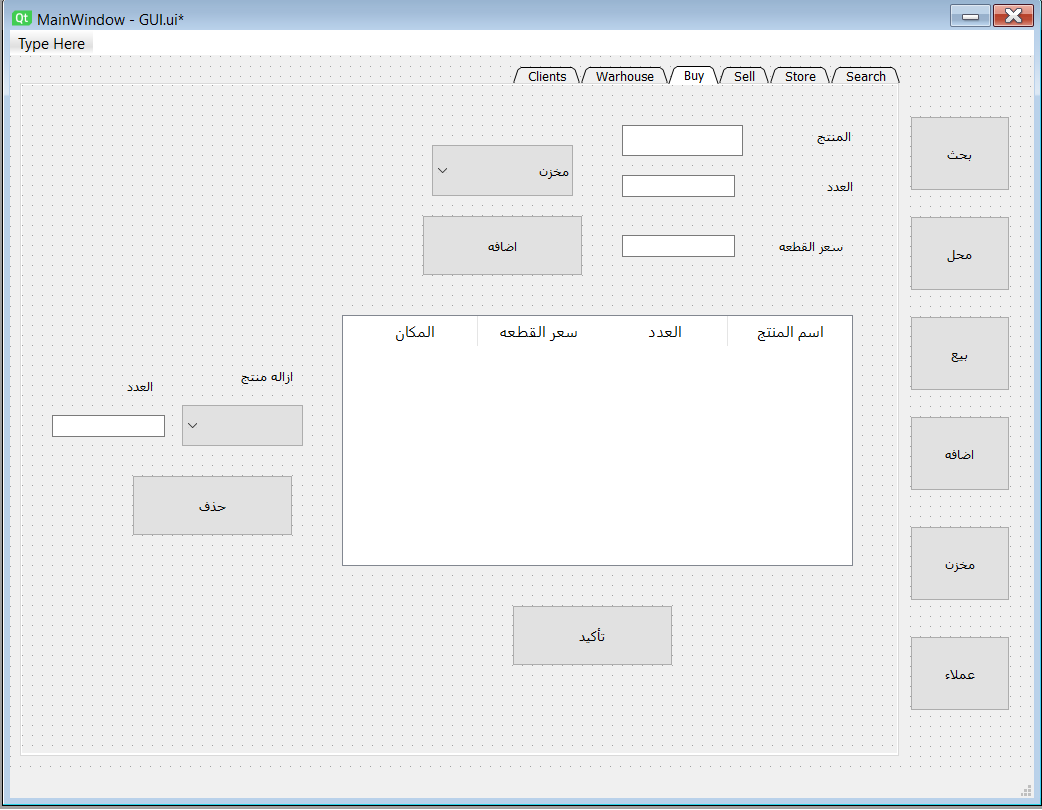 MainWindow - GUI.ui*
Type Here
Clients Warhouse Buy Sell Store Search
المنتج
مخزن
العدد
اضافه
سعر القطعه
اسم المنتج العدد سعر القطعه المكان
ازاله منتج
العدد
حذف
تأكيد
بحث
محل
بيع
اضافه
مخزن
عملاء